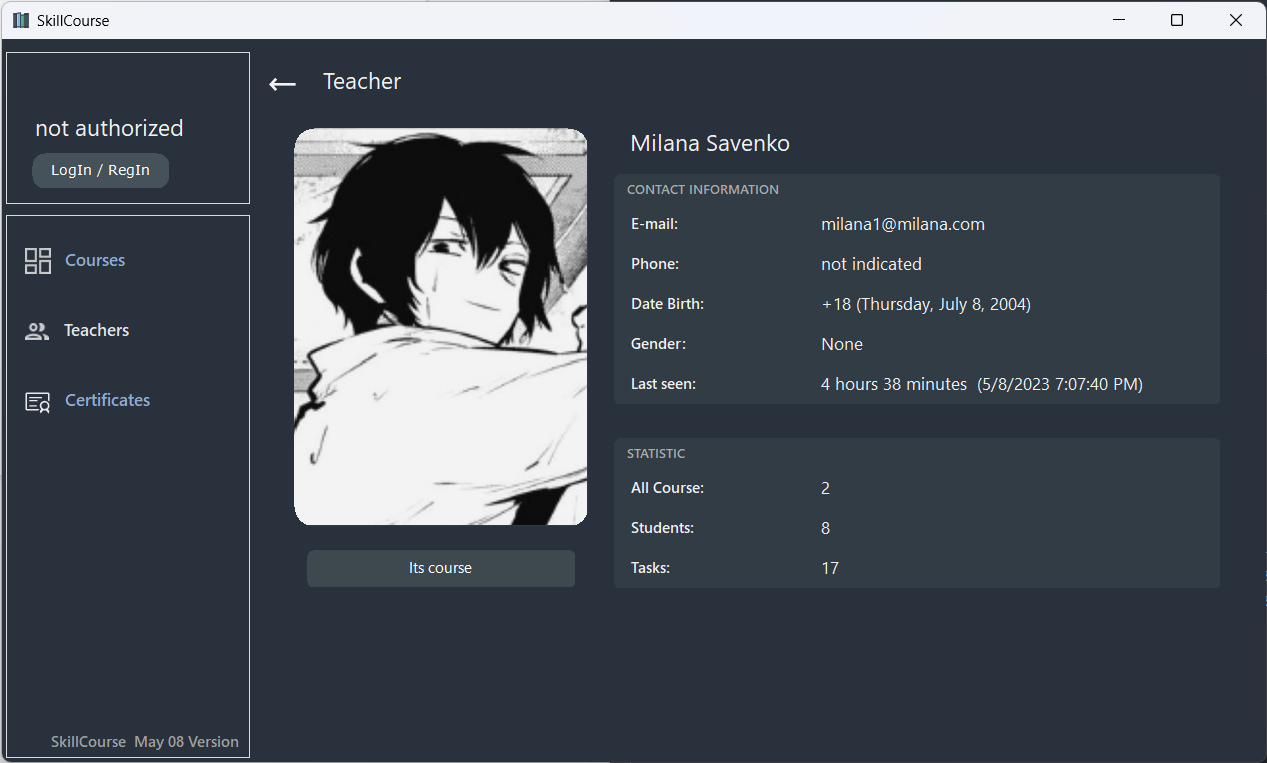 SkillCourse
not authorized
LogIn / RegIn
Courses
Teachers
Certificates
SkillCourse May 08 Version
Teacher
Its course
Milana Savenko
CONTACT INFORMATION
E-mail: milana1@milana.com
Phone: not indicated
Date Birth: +18 (Thursday, July 8, 2004)
Gender: None
Last seen: 4 hours 38 minutes (5/8/2023 7:07:40 PM)
STATISTIC
All Course: 2
Students: 8
Tasks: 17